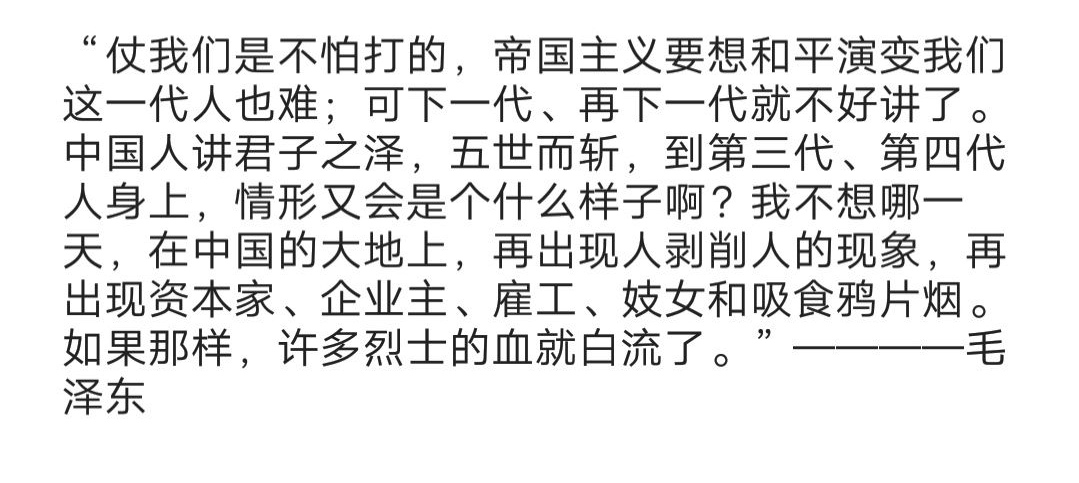 “仗我们是不怕打的，帝国主义要想和平演变我们
这一代人也难；可下一代、再下一代就不好讲了。
中国人讲君子之泽，五世而斩，到第三代、第四代
人身上，情形又会是个什么样子啊？我不想哪一
天，在中国的大地上，再出现人剥削人的现象，再
出现资本家、企业主、雇工、妓女和吸食鸦片烟。
如果那样，许多烈士的血就白流了。”————毛
泽东